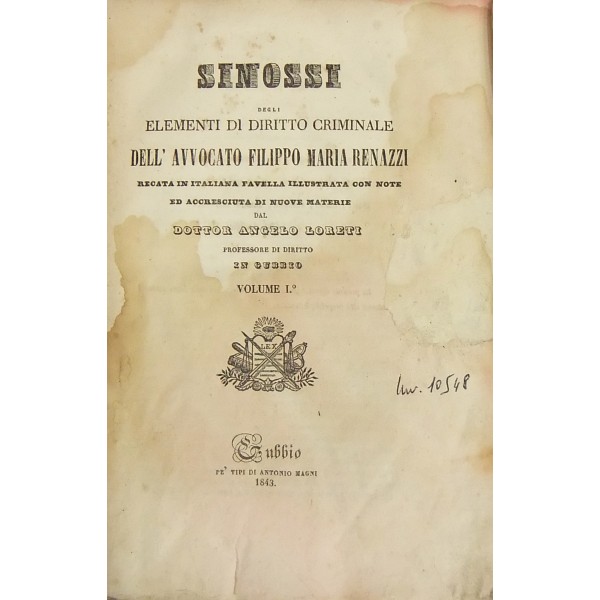 SINOSSI
DEGLI
ELEMENTI DI DIRITTO CRIMINALE
DELL' AVVOCATO FILIPPO MARIA RENAZZI
RECATA IN ITALIANA FAVELLA ILLUSTRATA CON NOTE
ED ACCRESCIUTA DI NUOVE MATERIE
DAL
DOTTOR ANGELO LORETI
PROFESSORE DI DIRITTO
IN GUBBIO
VOLUME I.º
LEX
Inv. 10548
Gubbio
PE' TIPI DI ANTONIO MAGNI
1843.